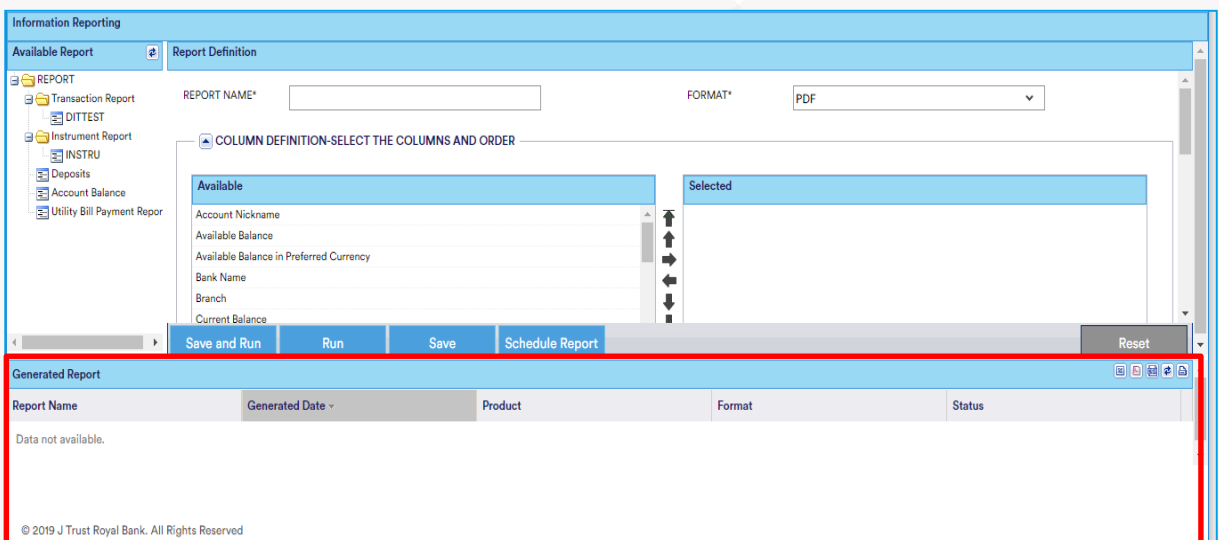 Information Reporting
Available Report
Report Definition
REPORT
Transaction Report
DITTEST
Instrument Report
INSTRU
Deposits
Account Balance
Utility Bill Payment Repor
REPORT NAME*
FORMAT*
PDF
COLUMN DEFINITION-SELECT THE COLUMNS AND ORDER
Available
Selected
Account Nickname
Available Balance
Available Balance in Preferred Currency
Bank Name
Branch
Current Balance
Save and Run
Run
Save
Schedule Report
Reset
Generated Report
Report Name
Generated Date
Product
Format
Status
Data not available.
© 2019 J Trust Royal Bank. All Rights Reserved